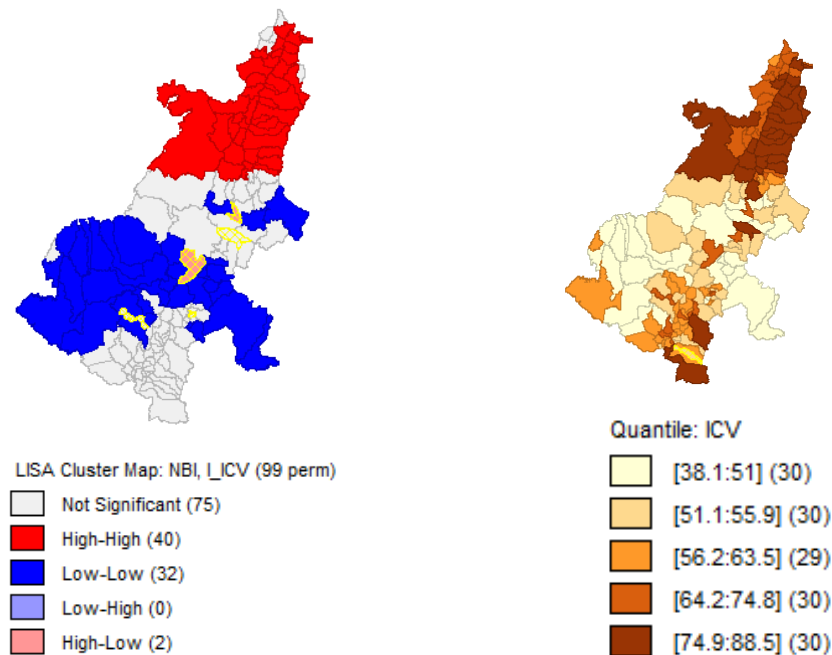 LISA Cluster Map: NBI, I_ICV (99 perm)
Not Significant (75)
High-High (40)
Low-Low (32)
Low-High (0)
High-Low (2)
Quantile: ICV
[38.1:51] (30)
[51.1:55.9] (30)
[56.2:63.5] (29)
[64.2:74.8] (30)
[74.9:88.5] (30)